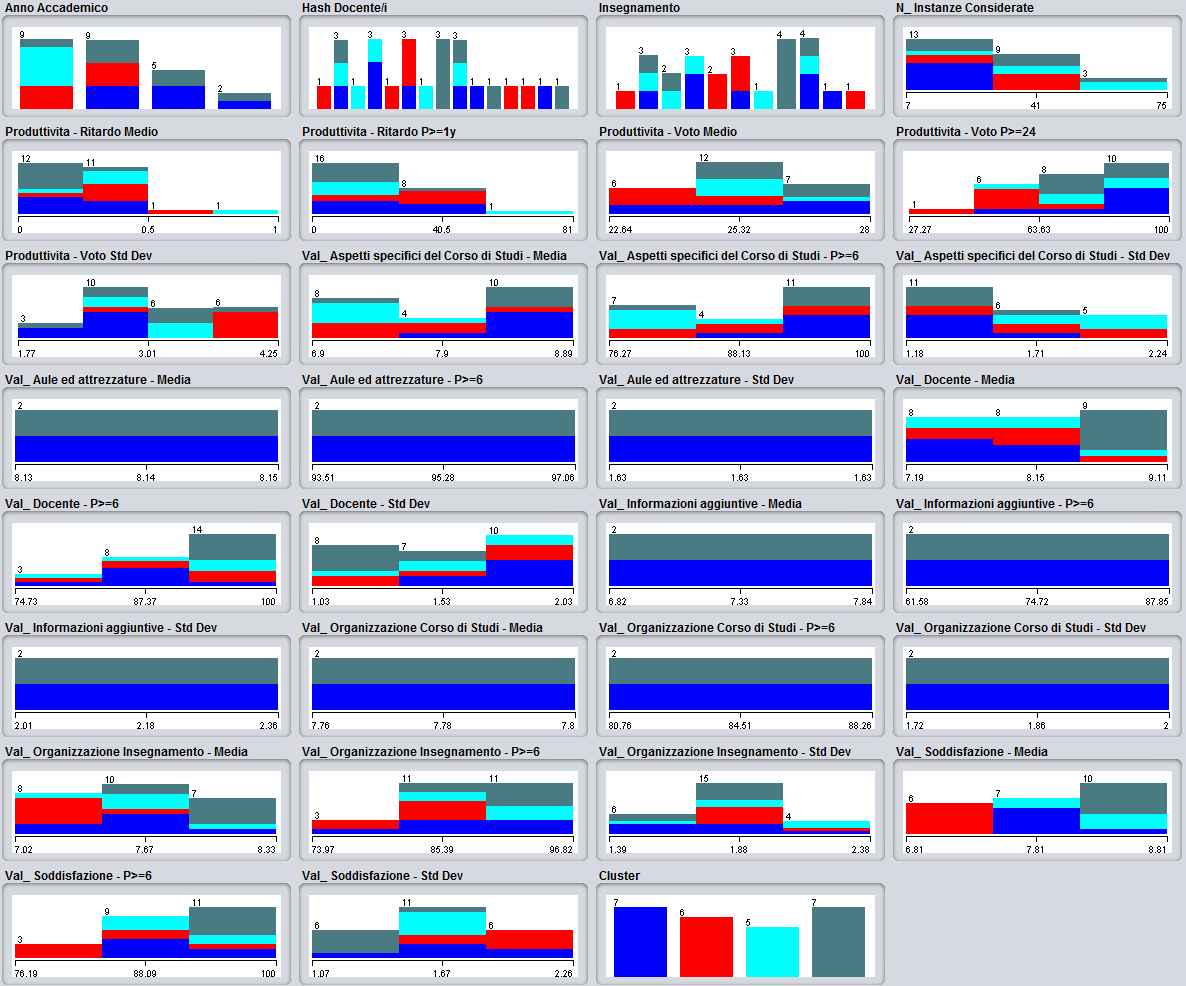 Anno Accademico
9
9
5
2
Hash Docente/i
1 3 1 3 1 3 1 3 3 1 1 1 1 1 1
Insegnamento
1 3 2 3 2 3 1 4 4 1 1
N_ Instanze Considerate
13
9
3
7 41 75
Produttivita - Ritardo Medio
12
11
1
1
0 0.5 1
Produttivita - Ritardo P>=1y
16
8
1
0 40.5 81
Produttivita - Voto Medio
6
12
7
22.64 25.32 28
Produttivita - Voto P>=24
1
6
8
10
27.27 63.63 100
Produttivita - Voto Std Dev
3
10
6
6
1.77 3.01 4.25
Val_ Aspetti specifici del Corso di Studi - Media
8
4
10
6.9 7.9 8.89
Val_ Aspetti specifici del Corso di Studi - P>=6
7
4
11
76.27 88.13 100
Val_ Aspetti specifici del Corso di Studi - Std Dev
11
6
5
1.18 1.71 2.24
Val_ Aule ed attrezzature - Media
2
8.13 8.14 8.15
Val_ Aule ed attrezzature - P>=6
2
93.51 95.28 97.06
Val_ Aule ed attrezzature - Std Dev
2
1.63 1.63 1.63
Val_ Docente - Media
8
8
9
7.19 8.15 9.11
Val_ Docente - P>=6
3
8
14
74.73 87.37 100
Val_ Docente - Std Dev
8
7
10
1.03 1.53 2.03
Val_ Informazioni aggiuntive - Media
2
6.82 7.33 7.84
Val_ Informazioni aggiuntive - P>=6
2
61.58 74.72 87.85
Val_ Informazioni aggiuntive - Std Dev
2
2.01 2.18 2.36
Val_ Organizzazione Corso di Studi - Media
2
7.76 7.78 7.8
Val_ Organizzazione Corso di Studi - P>=6
2
80.76 84.51 88.26
Val_ Organizzazione Corso di Studi - Std Dev
2
1.72 1.86 2
Val_ Organizzazione Insegnamento - Media
8
10
7
7.02 7.67 8.33
Val_ Organizzazione Insegnamento - P>=6
3
11
11
73.97 85.39 96.82
Val_ Organizzazione Insegnamento - Std Dev
6
15
4
1.39 1.88 2.38
Val_ Soddisfazione - Media
6
7
10
6.81 7.81 8.81
Val_ Soddisfazione - P>=6
3
9
11
76.19 88.09 100
Val_ Soddisfazione - Std Dev
6
11
6
1.07 1.67 2.26
Cluster
7
6
5
7